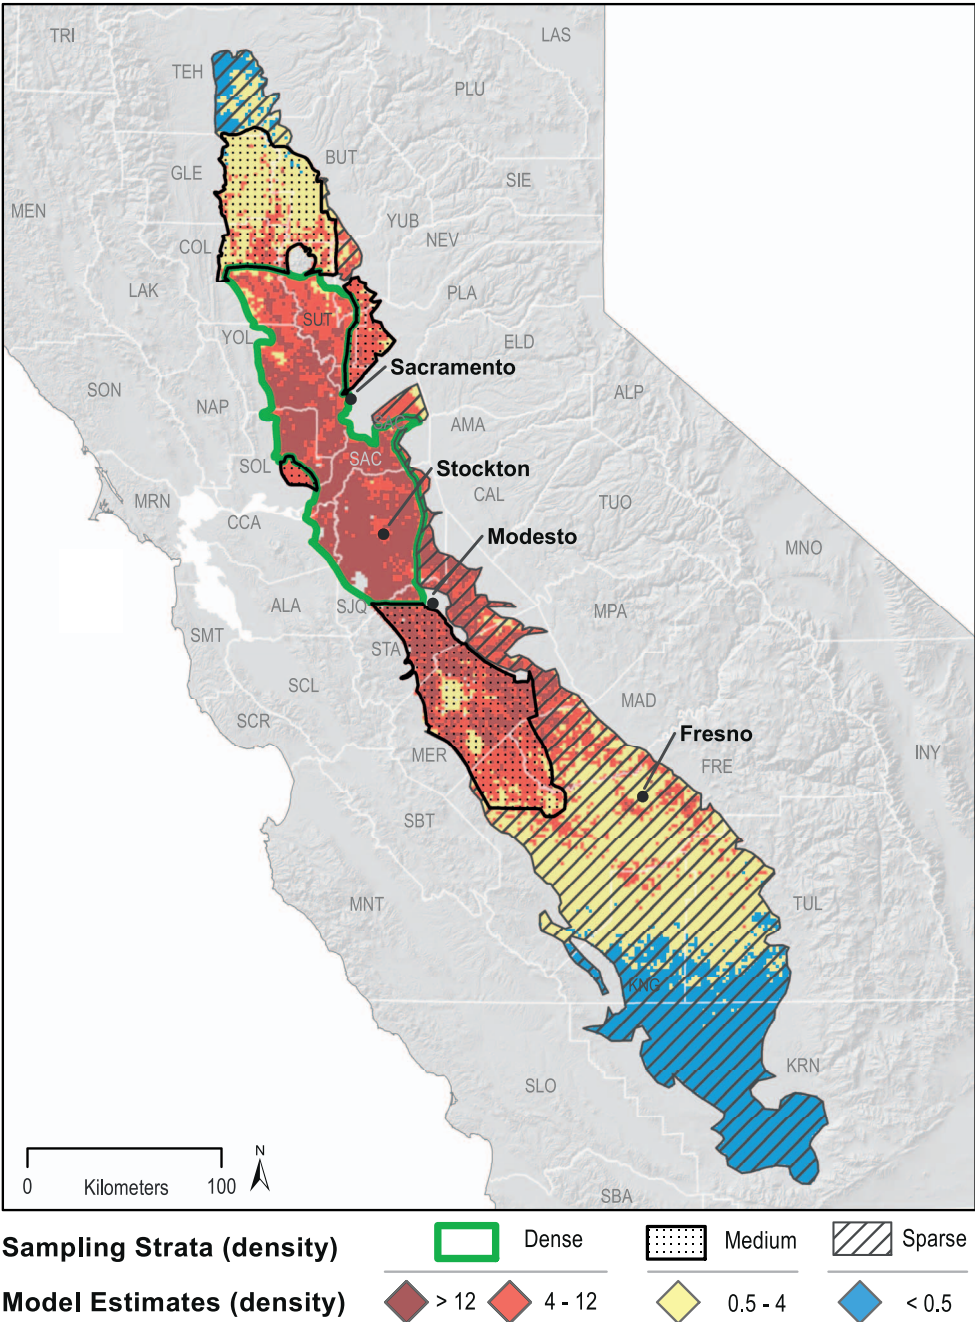 TRI
LAS
TEH
PLU
BUT
GLE
SIE
MEN
YUB
NEV
COL
LAK
PLA
SUT
YOL
ELD
Sacramento
SON
ALP
NAP
AMA
SAC
SOL
Stockton
CAL
MRN
TUO
CCA
Modesto
MNO
ALA
SJQ
MPA
SMT
STA
SCL
MAD
SCR
Fresno
MER
FRE
INY
SBT
MNT
TUL
KNG
KRN
SLO
N
0 Kilometers 100
SBA
Sampling Strata (density) Dense Medium Sparse
Model Estimates (density) > 12 4 - 12 0.5 - 4 < 0.5